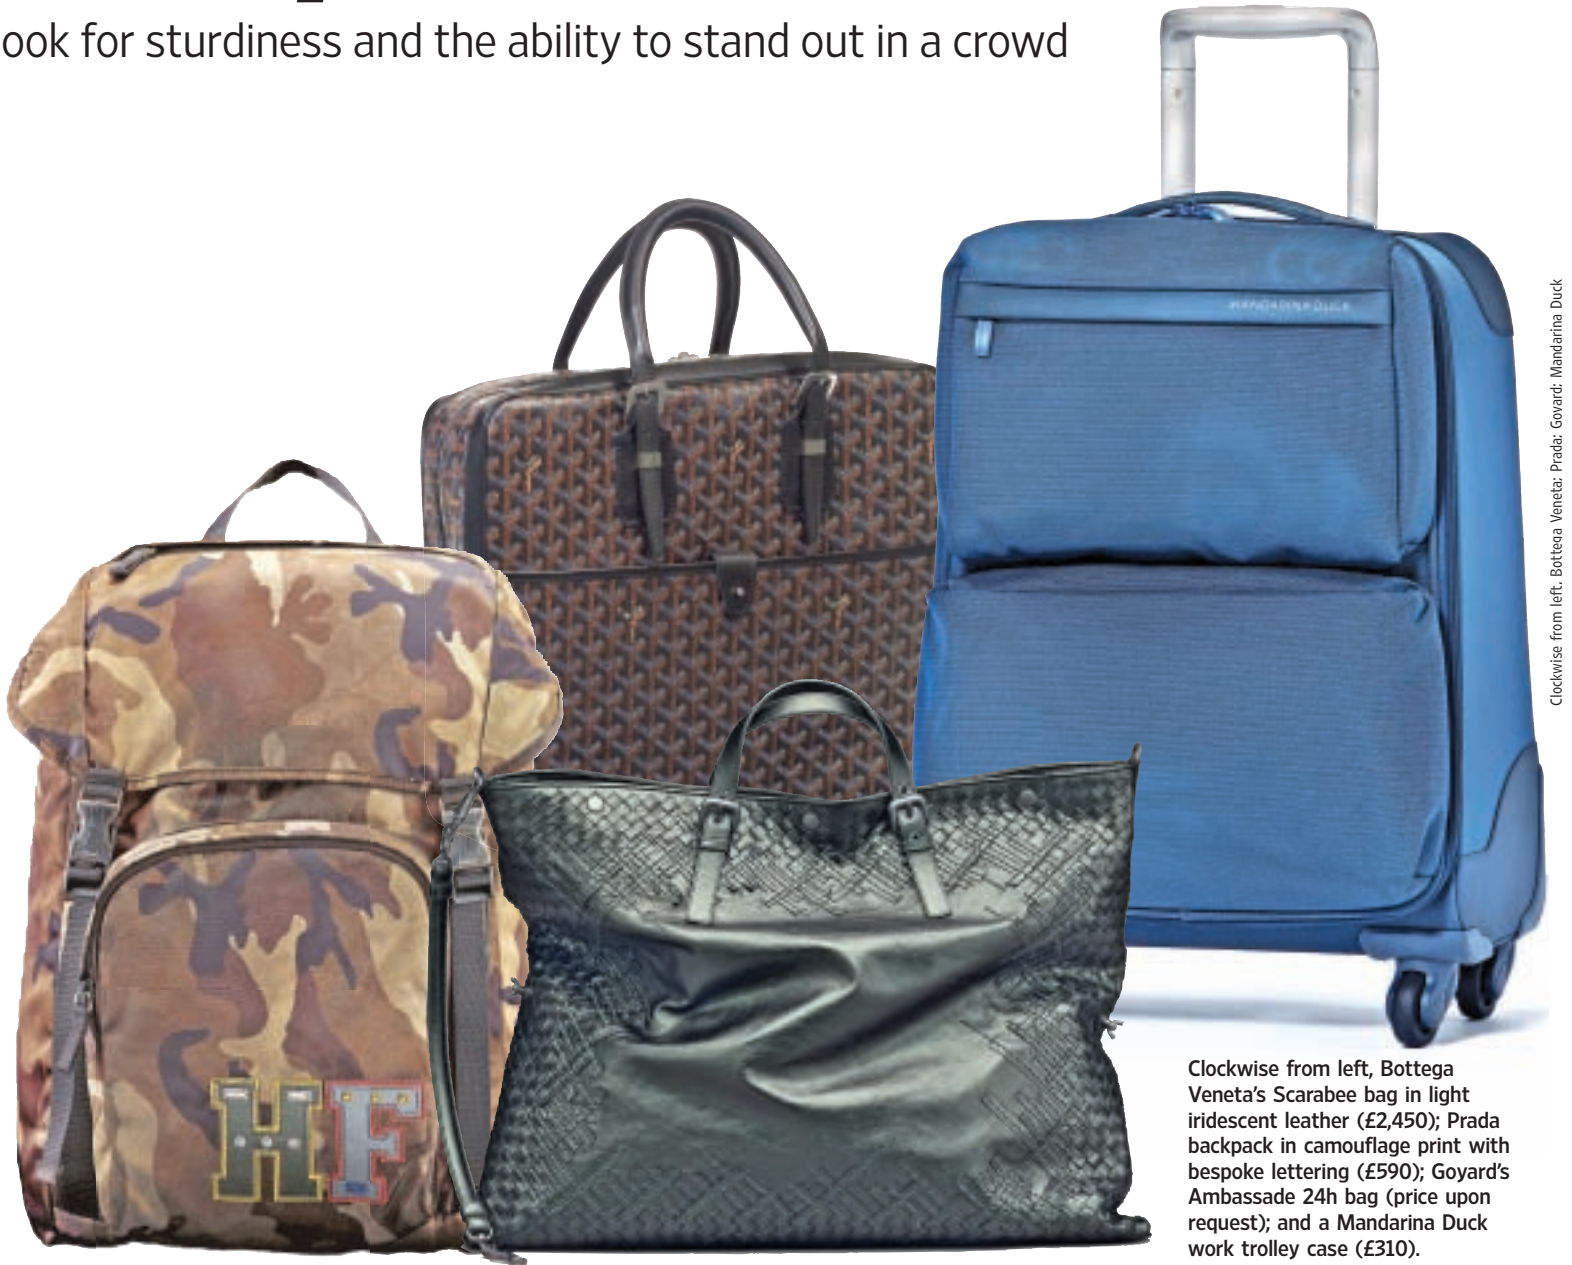 ook for sturdiness and the ability to stand out in a crowd
MANDARINA DUCK
Clockwise from left, Bottega Veneta; Prada; Goyard; Mandarina Duck
HF
Clockwise from left, Bottega
Veneta’s Scarabee bag in light
iridescent leather (£2,450); Prada
backpack in camouflage print with
bespoke lettering (£590); Goyard’s
Ambassade 24h bag (price upon
request); and a Mandarina Duck
work trolley case (£310).